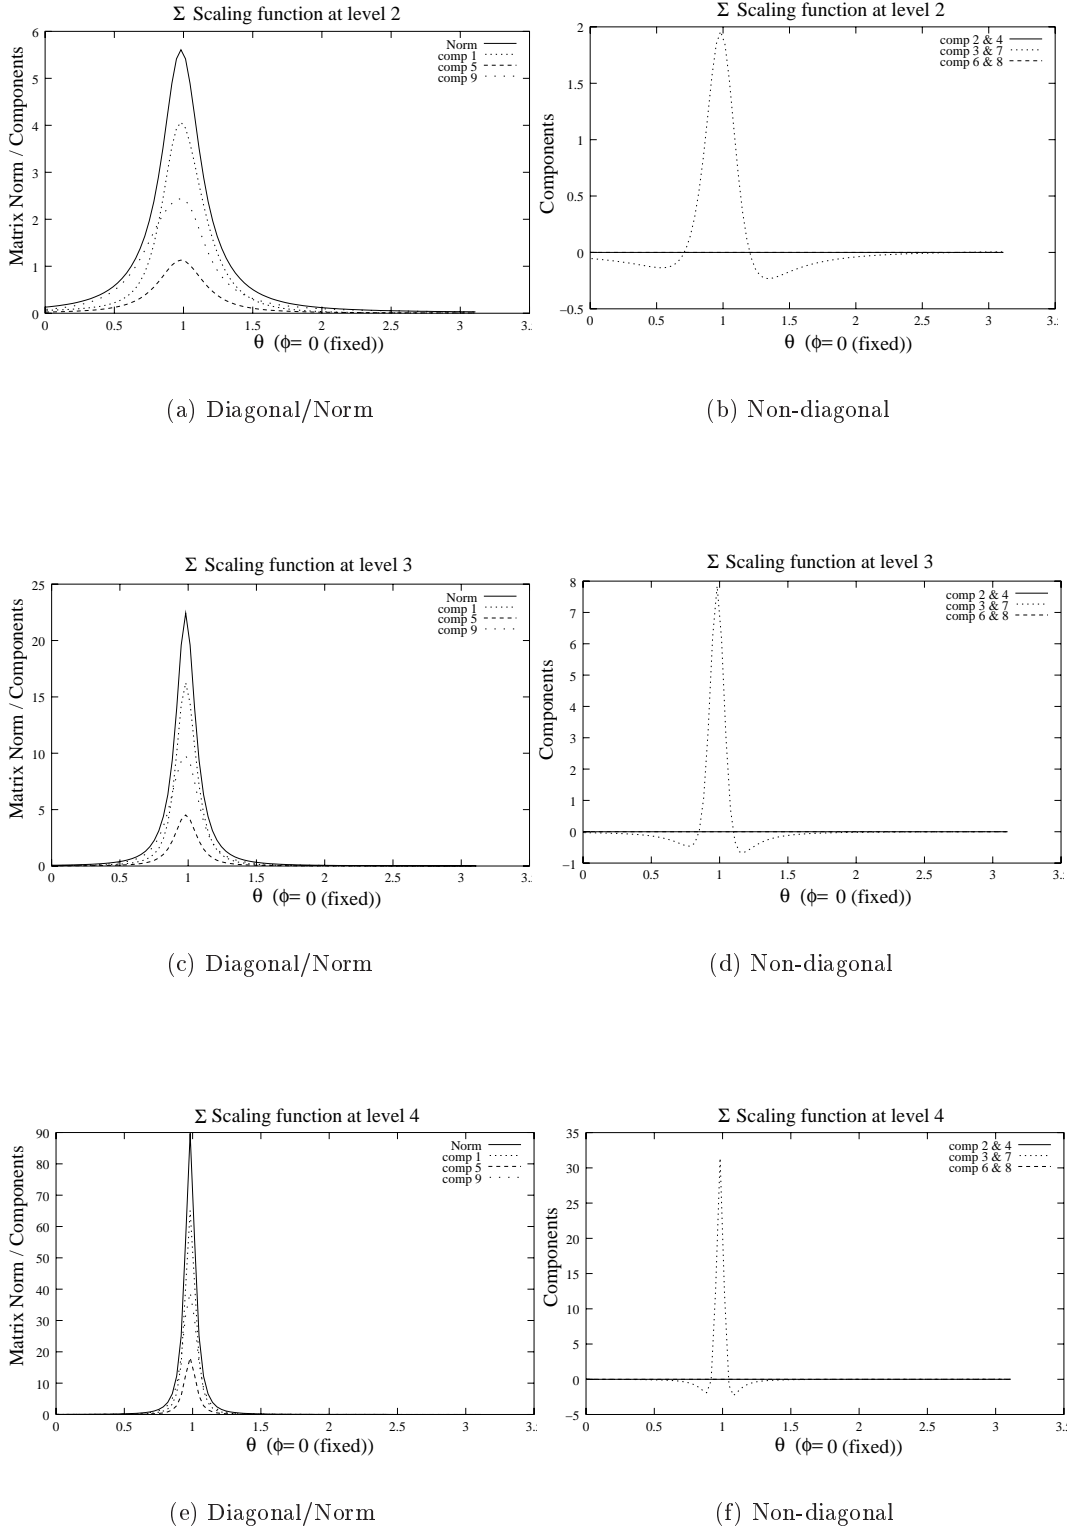 Σ Scaling function at level 2
Matrix Norm / Components
6
5
4
3
2
1
0
Norm
comp 1
comp 5
comp 9
0 0.5 1 1.5 2 2.5 3 3.
θ (ϕ= 0 (fixed))
(a) Diagonal/Norm
Σ Scaling function at level 2
Components
2
1.5
1
0.5
0
−0.5
comp 2 & 4
comp 3 & 7
comp 6 & 8
0 0.5 1 1.5 2 2.5 3 3.5
θ (ϕ= 0 (fixed))
(b) Non-diagonal
Σ Scaling function at level 3
Matrix Norm / Components
25
20
15
10
5
0
Norm
comp 1
comp 5
comp 9
0 0.5 1 1.5 2 2.5 3 3.
θ (ϕ= 0 (fixed))
(c) Diagonal/Norm
Σ Scaling function at level 3
Components
8
7
6
5
4
3
2
1
0
−1
comp 2 & 4
comp 3 & 7
comp 6 & 8
0 0.5 1 1.5 2 2.5 3 3.
θ (ϕ= 0 (fixed))
(d) Non-diagonal
Σ Scaling function at level 4
Matrix Norm / Components
90
80
70
60
50
40
30
20
10
0
Norm
comp 1
comp 5
comp 9
0 0.5 1 1.5 2 2.5 3 3.
θ (ϕ= 0 (fixed))
(e) Diagonal/Norm
Σ Scaling function at level 4
Components
35
30
25
20
15
10
5
0
−5
comp 2 & 4
comp 3 & 7
comp 6 & 8
0 0.5 1 1.5 2 2.5 3 3.5
θ (ϕ= 0 (fixed))
(f) Non-diagonal